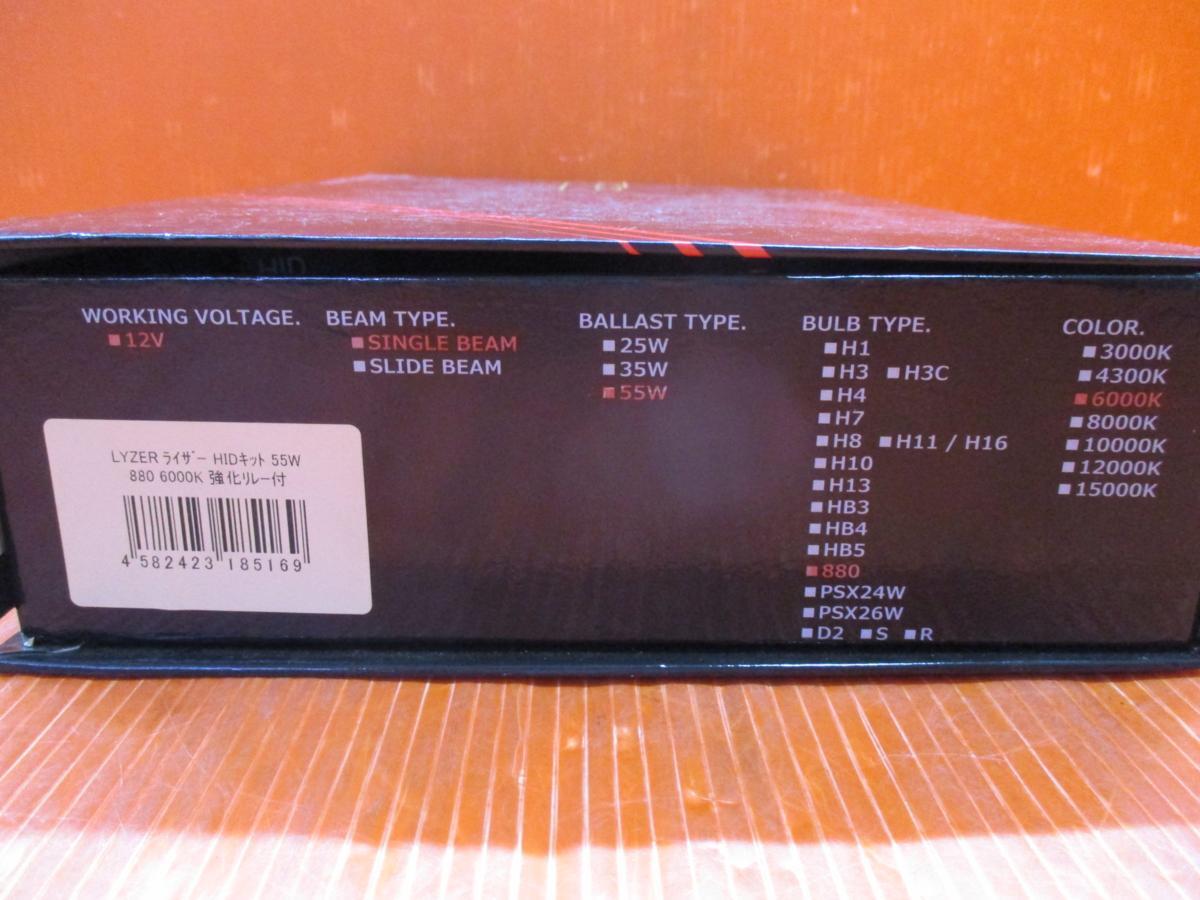 HID
WORKING VOLTAGE.
■12V
BEAM TYPE.
■SINGLE BEAM
■SLIDE BEAM
BALLAST TYPE.
■25W
■35W
■55W
BULB TYPE.
■H1
■H3 ■H3C
■H4
■H7
■H8 ■H11 / H16
■H10
■H13
■HB3
■HB4
■HB5
■880
■PSX24W
■PSX26W
■D2 ■S ■R
COLOR.
■3000K
■4300K
■6000K
■8000K
■10000K
■12000K
■15000K
LYZER ﾗｲｻﾞｰ HIDｷｯﾄ 55W
880 6000K 強化ﾘﾚｰ付
4 582423 185169